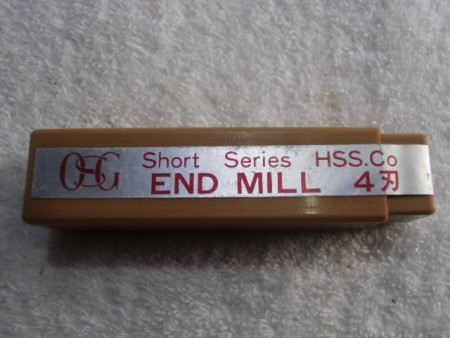 OSG Short Series HSS.Co
END MILL 4刃